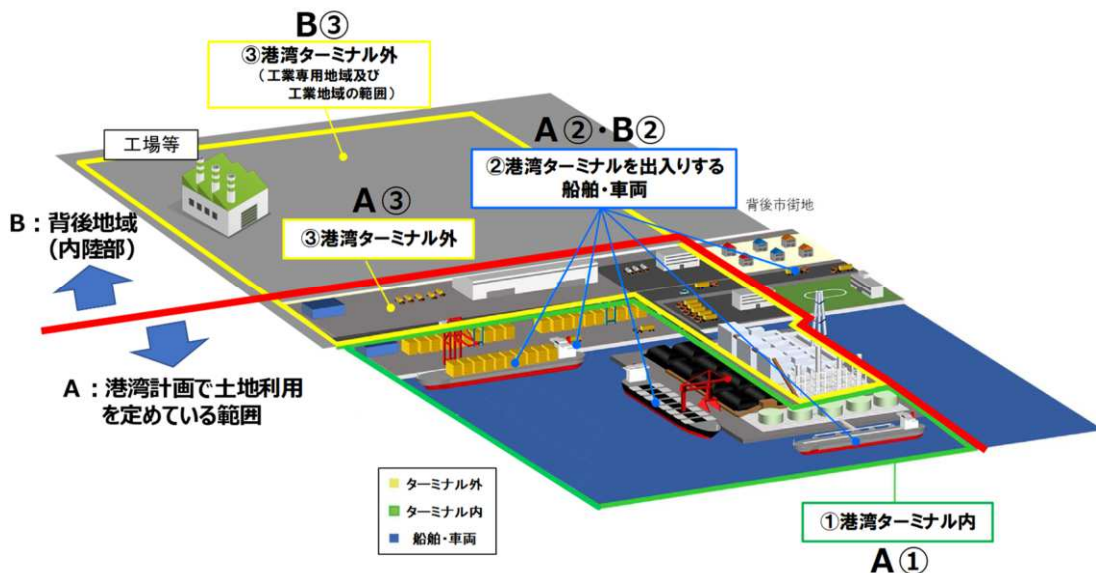 B③
③港湾ターミナル外
(工業専用地域及び
工業地域の範囲)
工場等
A②・B②
②港湾ターミナルを出入りする
船舶・車両
背後市街地
A③
③港湾ターミナル外
B：背後地域
(内陸部)
A：港湾計画で土地利用
を定めている範囲
ターミナル外
ターミナル内
船舶・車両
①港湾ターミナル内
A①